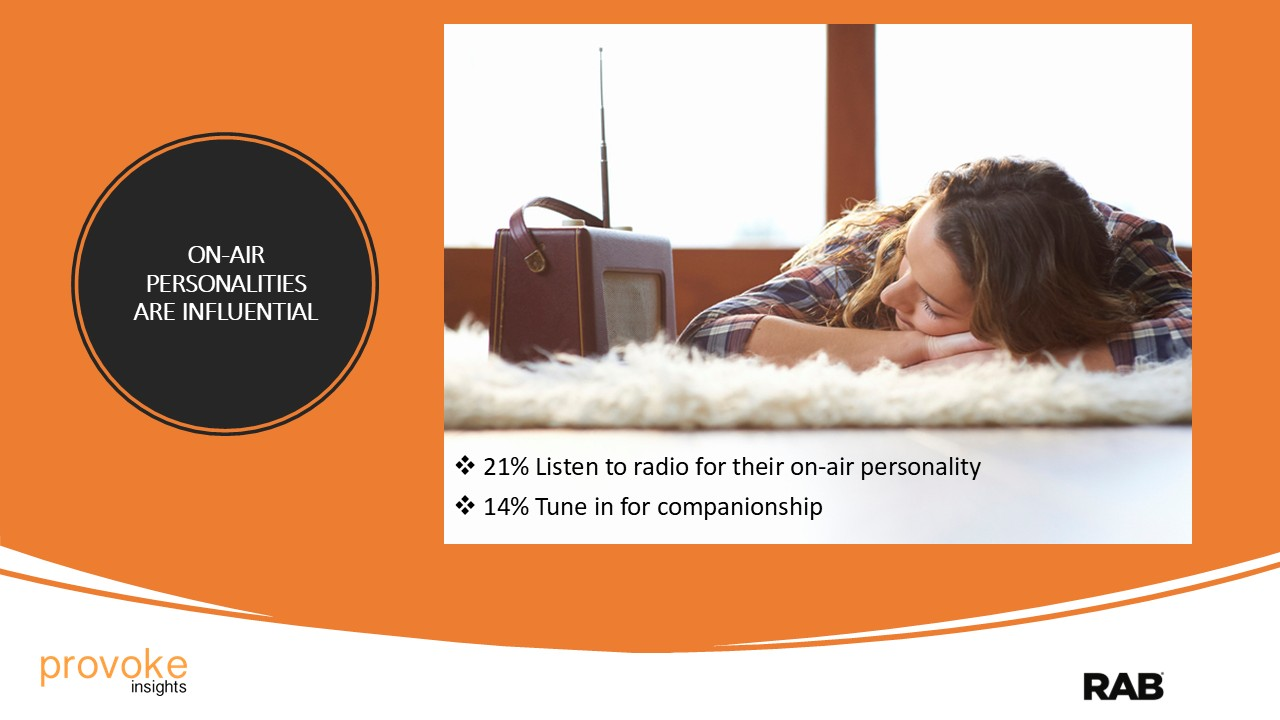 ON-AIR
PERSONALITIES
ARE INFLUENTIAL
❖ 21% Listen to radio for their on-air personality
❖ 14% Tune in for companionship
provoke
insights
RAB